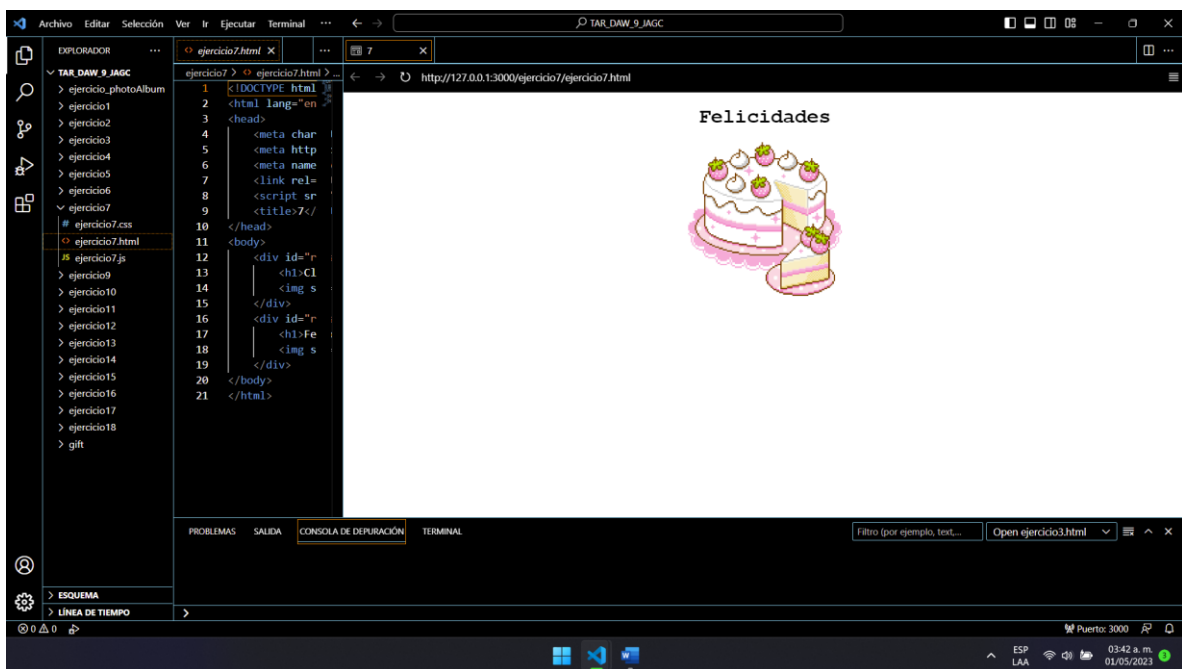 Archivo Editar Selección Ver Ir Ejecutar Terminal ··· TAR_DAW_9_JAGC
EXPLORADOR ···
TAR_DAW_9_JAGC
ejercicio_photoAlbum
ejercicio1
ejercicio2
ejercicio3
ejercicio4
ejercicio5
ejercicio6
ejercicio7
# ejercicio7.css
<> ejercicio7.html
JS ejercicio7.js
ejercicio9
ejercicio10
ejercicio11
ejercicio12
ejercicio13
ejercicio14
ejercicio15
ejercicio16
ejercicio17
ejercicio18
gift
ESQUEMA
LÍNEA DE TIEMPO
<> ejercicio7.html ···
ejercicio7 > <> ejercicio7.html > ...
1 <!DOCTYPE html
2 <html lang="en
3 <head>
4 <meta char
5 <meta http
6 <meta name
7 <link rel=
8 <script sr
9 <title>7</
10 </head>
11 <body>
12 <div id="r
13 <h1>Cl
14 <img s
15 </div>
16 <div id="r
17 <h1>Fe
18 <img s
19 </div>
20 </body>
21 </html>
7
http://127.0.0.1:3000/ejercicio7/ejercicio7.html
Felicidades
PROBLEMAS SALIDA CONSOLA DE DEPURACIÓN TERMINAL Filtro (por ejemplo, text,... Open ejercicio3.html
>
0 0 Puerto: 3000
ESP 03:42 a. m.
LAA 01/05/2023